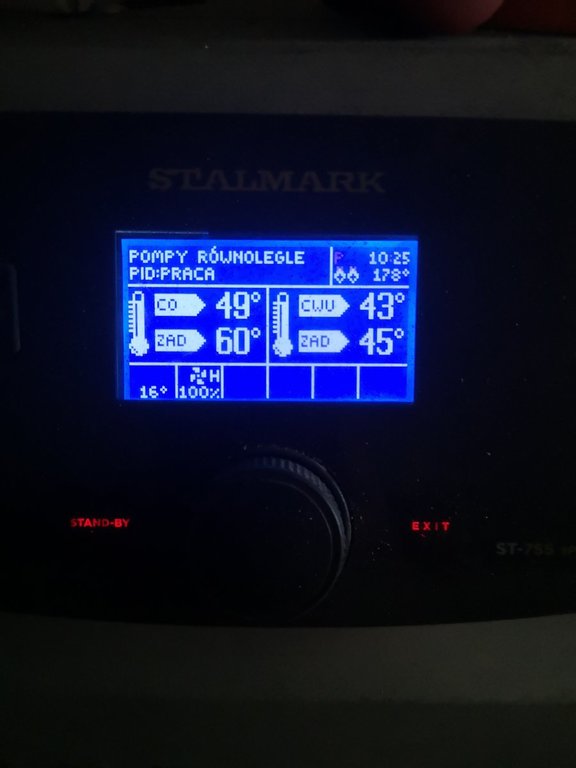 STALMARK
POMPY RÓWNOLEGLE
P 10:25
PID:PRACA
178°
CO 49° CWU 43°
ZAD 60° ZAD 45°
H
16° 100%
STAND-BY EXIT